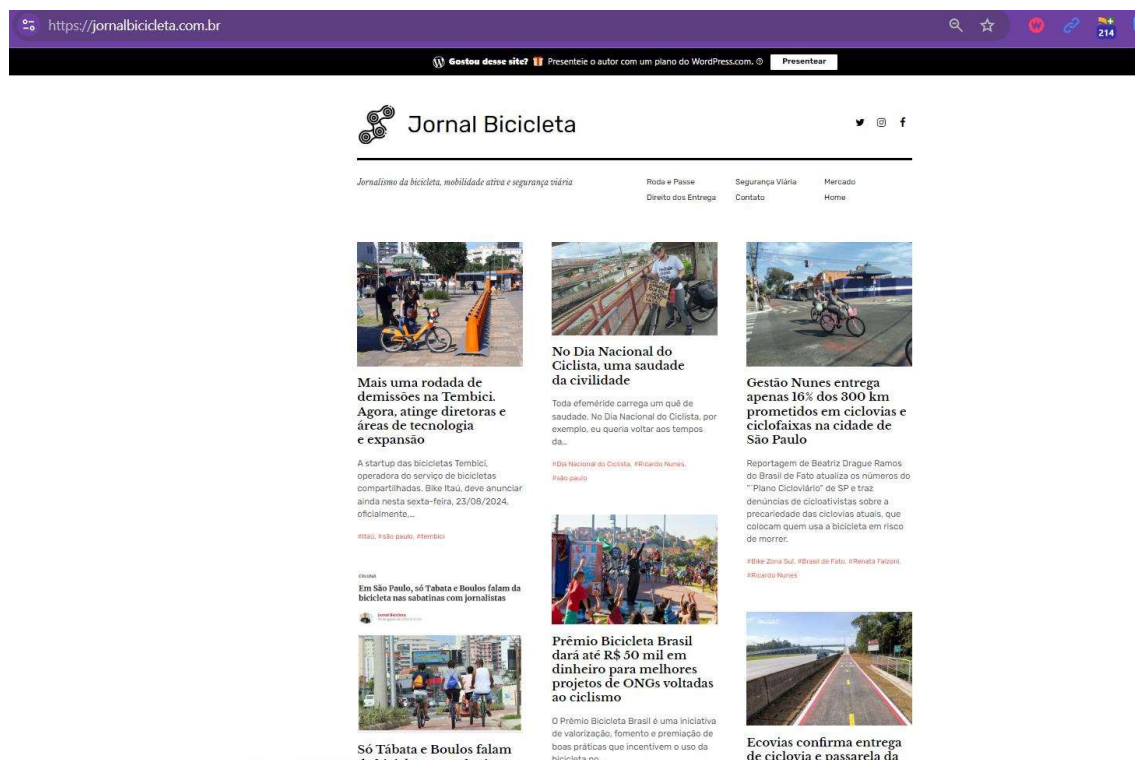 https://jornalbicicleta.com.br
214
Gostou desse site? Presenteie o autor com um plano do WordPress.com.
Presentear
Jornal Bicicleta
Jornalismo da bicicleta, mobilidade ativa e segurança viária
Roda e Passe
Segurança Viária
Mercado
Direito dos Entrega
Contato
Home
Mais uma rodada de
demissões na Tembici.
Agora, atinge diretoras e
áreas de tecnologia
e expansão
A startup das bicicletas Tembici,
operadora do serviço de bicicletas
compartilhadas. Bike Itaú, deve anunciar
ainda nesta sexta-feira, 23/08/2024,
oficialmente,...
#Itaú, #são paulo, #tembici
COLUNA
Em São Paulo, só Tabata e Boulos falam da
bicicleta nas sabatinas com jornalistas
Jornal Bicicleta
Só Tábata e Boulos falam
No Dia Nacional do
Ciclista, uma saudade
da civilidade
Toda efeméride carrega um quê de
saudade. No Dia Nacional do Ciclista, por
exemplo, eu queria voltar aos tempos
da...
#Dia Nacional do Ciclista, #Ricardo Nunes,
#são paulo
Prêmio Bicicleta Brasil
dará até R$ 50 mil em
dinheiro para melhores
projetos de ONGs voltadas
ao ciclismo
O Prêmio Bicicleta Brasil é uma iniciativa
de valorização, fomento e premiação de
boas práticas que incentivem o uso da
bicicleta no...
Gestão Nunes entrega
apenas 16% dos 300 km
prometidos em ciclovias e
ciclofaixas na cidade de
São Paulo
Reportagem de Beatriz Drague Ramos
do Brasil de Fato atualiza os números do
"¨Plano Cicloviário" de SP e traz
denúncias de cicloativistas sobre a
precariedade das ciclovias atuais, que
colocam quem usa a bicicleta em risco
de morrer.
#Bike Zona Sul, #Brasil de Fato, #Renata Falzoni,
#Ricardo Nunes
Ecovias confirma entrega
de ciclovia e passarela da